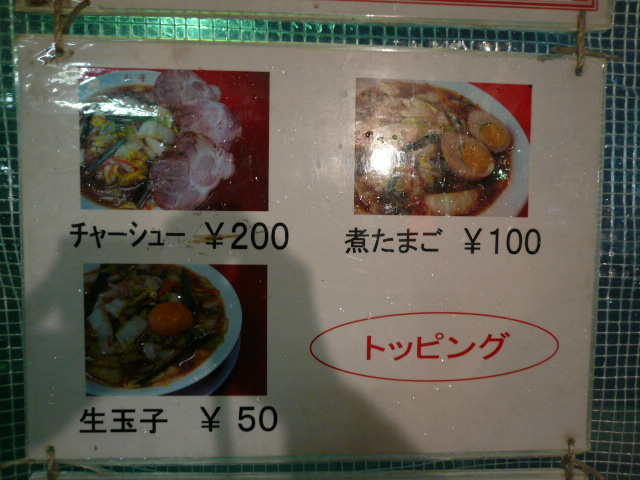 チャーシュー ￥200
煮たまご ￥100
生玉子 ￥50
トッピング